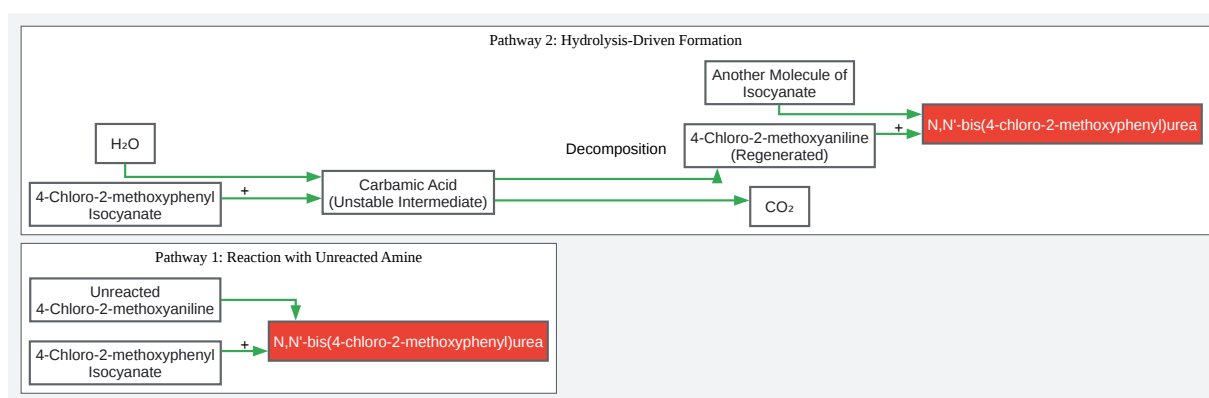 Pathway 2: Hydrolysis-Driven Formation
Another Molecule of
Isocyanate
N,N'-bis(4-chloro-2-methoxyphenyl)urea
+
4-Chloro-2-methoxyaniline
(Regenerated)
H₂O
Decomposition
4-Chloro-2-methoxyphenyl
Isocyanate
+
Carbamic Acid
(Unstable Intermediate)
CO₂
Pathway 1: Reaction with Unreacted Amine
Unreacted
4-Chloro-2-methoxyaniline
N,N'-bis(4-chloro-2-methoxyphenyl)urea
+
4-Chloro-2-methoxyphenyl
Isocyanate